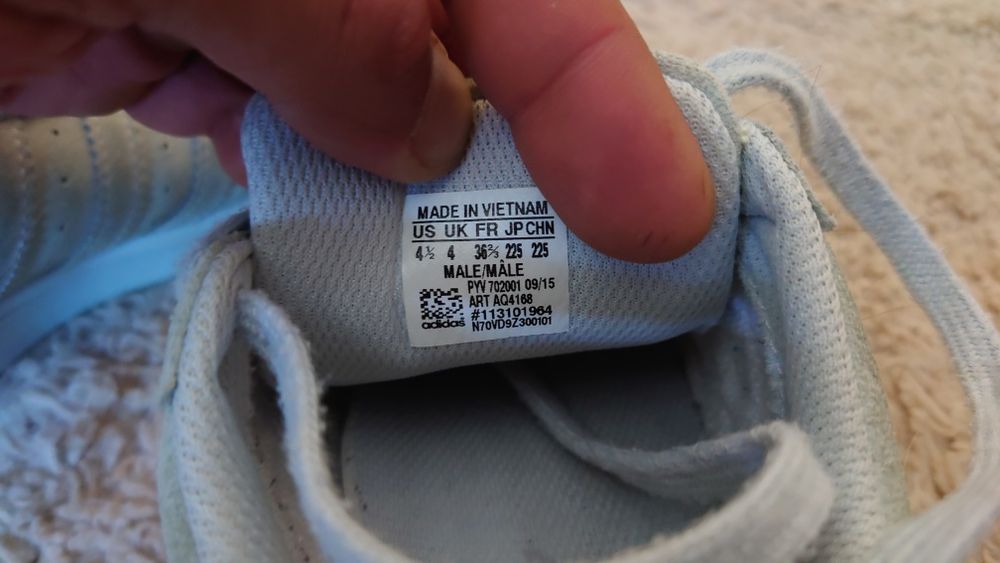 MADE IN VIETNAM
US UK FR JP CHN
4½ 4 36⅔ 225 225
MALE/MÂLE
PYV 702001 09/15
ART AQ4168
#113101964
adidas N70VD9Z300101